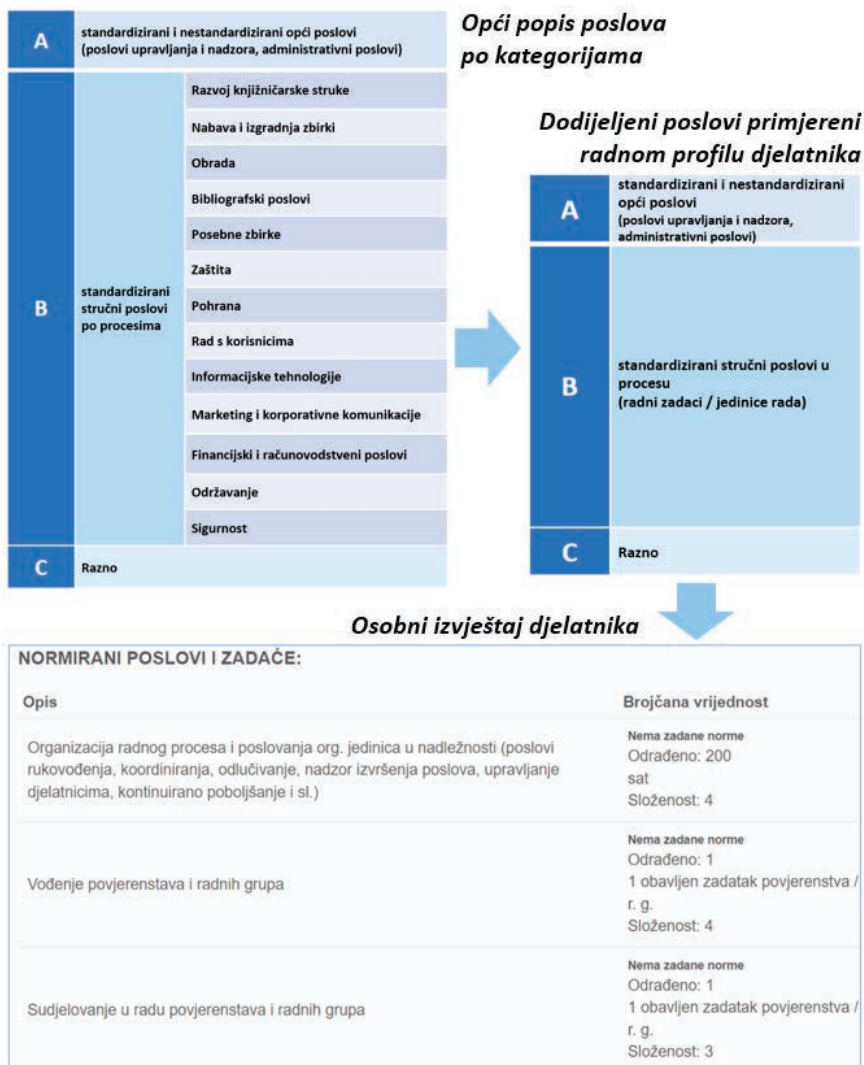 Opći popis poslova
po kategorijama
A
standardizirani i nestandardizirani opći poslovi
(poslovi upravljanja i nadzora, administrativni poslovi)
B
standardizirani
stručni poslovi
po procesima
Razvoj knjižničarske struke
Nabava i izgradnja zbirki
Obrada
Bibliografski poslovi
Posebne zbirke
Zaštita
Pohrana
Rad s korisnicima
Informacijske tehnologije
Marketing i korporativne komunikacije
Financijski i računovodstveni poslovi
Održavanje
Sigurnost
C
Razno
Dodijeljeni poslovi primjereni
radnom profilu djelatnika
A
standardizirani i nestandardizirani
opći poslovi
(poslovi upravljanja i nadzora,
administrativni poslovi)
B
standardizirani stručni poslovi u
procesu
(radni zadaci / jedinice rada)
C
Razno
Osobni izvještaj djelatnika
NORMIRANI POSLOVI I ZADAĆE:
Opis
Brojčana vrijednost
Organizacija radnog procesa i poslovanja org. jedinica u nadležnosti (poslovi
rukovođenja, koordiniranja, odlučivanje, nadzor izvršenja poslova, upravljanje
djelatnicima, kontinuirano poboljšanje i sl.)
Nema zadane norme
Odrađeno: 200
sat
Složenost: 4
Vođenje povjerenstava i radnih grupa
Nema zadane norme
Odrađeno: 1
1 obavljen zadatak povjerenstva /
r. g.
Složenost: 4
Sudjelovanje u radu povjerenstava i radnih grupa
Nema zadane norme
Odrađeno: 1
1 obavljen zadatak povjerenstva /
r. g.
Složenost: 3